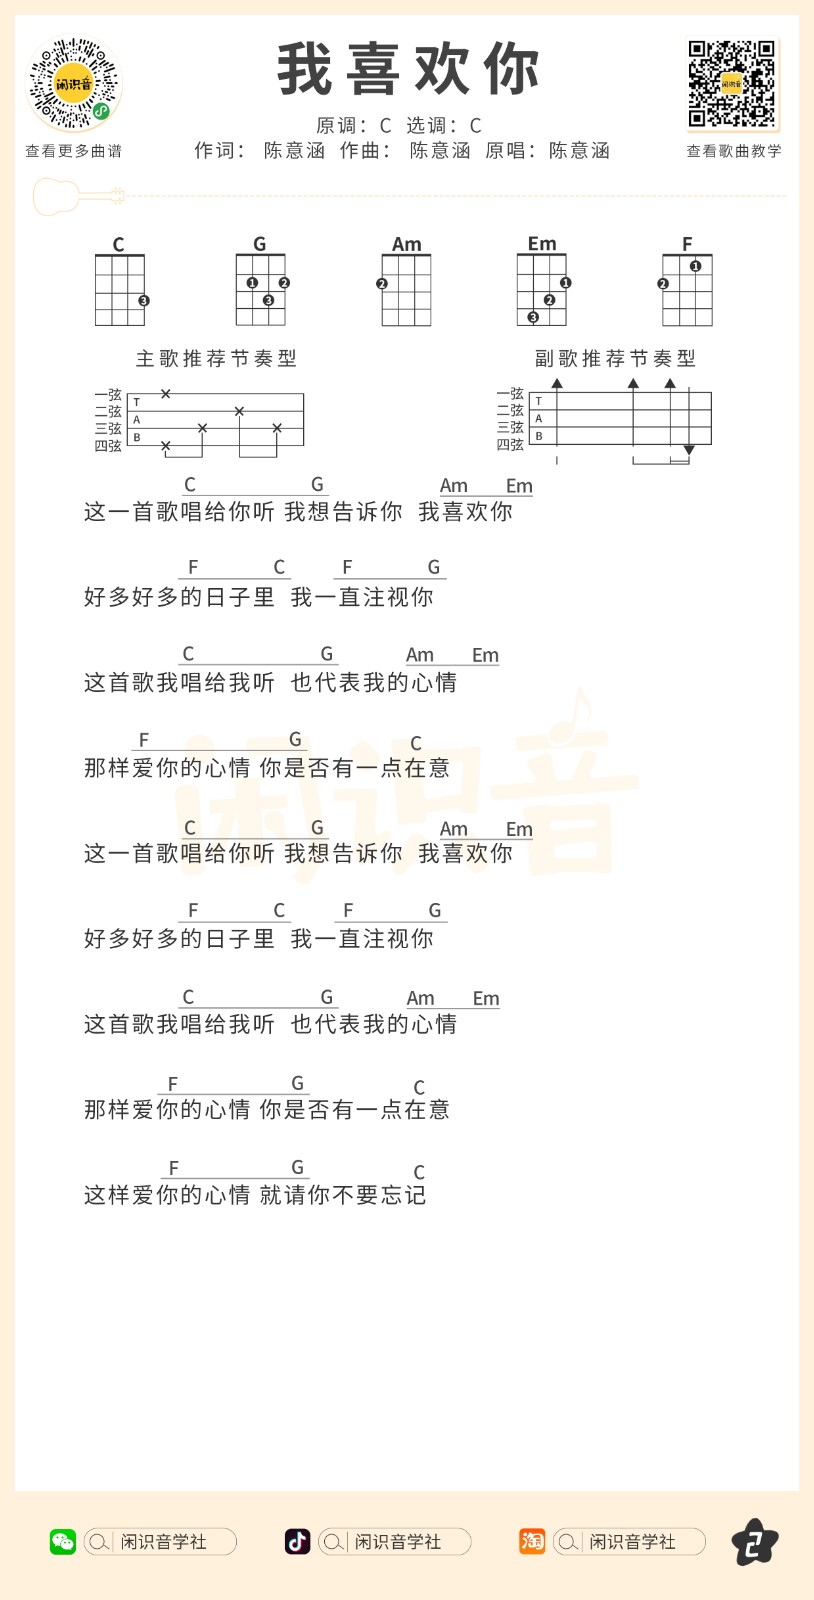 我喜欢你
闲识音
闲识音
原调：C 选调：C
查看更多曲谱
作词： 陈意涵 作曲： 陈意涵 原唱：陈意涵
查看歌曲教学
C G Am Em F
3
1 2 3
2
1 2 3
1 2
主歌推荐节奏型
副歌推荐节奏型
一弦
二弦
三弦
四弦
T
A
B
一弦
二弦
三弦
四弦
T
A
B
C G Am Em
这一首歌唱给你听 我想告诉你 我喜欢你
F C F G
好多好多的日子里 我一直注视你
C G Am Em
这首歌我唱给我听 也代表我的心情
F G C
那样爱你的心情 你是否有一点在意
闲识音
C G Am Em
这一首歌唱给你听 我想告诉你 我喜欢你
F C F G
好多好多的日子里 我一直注视你
C G Am Em
这首歌我唱给我听 也代表我的心情
F G C
那样爱你的心情 你是否有一点在意
F G C
这样爱你的心情 就请你不要忘记
闲识音学社
闲识音学社
淘
闲识音学社
2